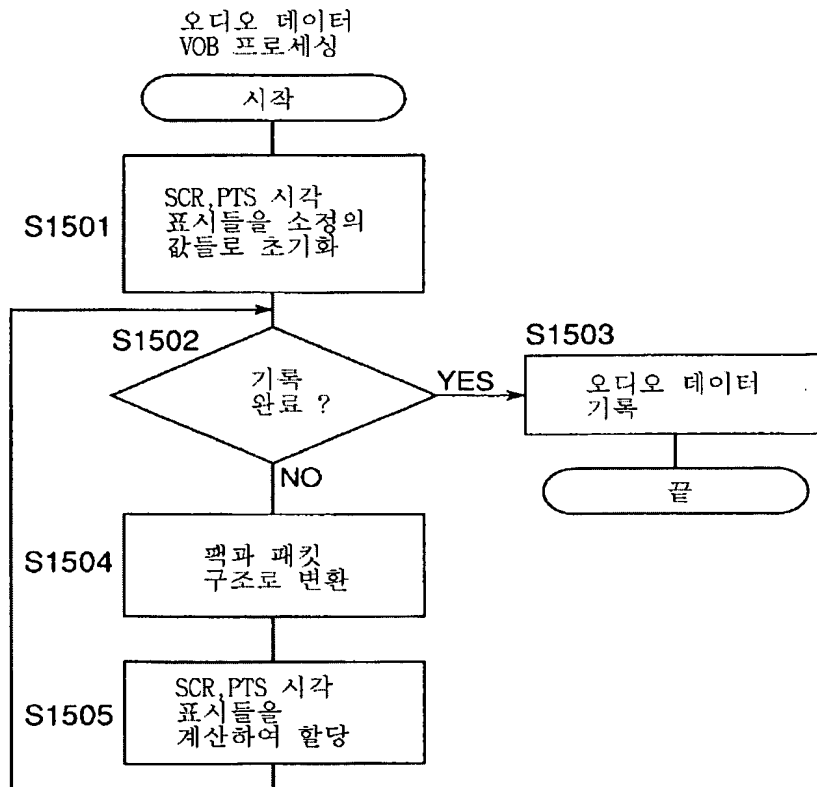 오디오 데이터
VOB 프로세싱
시작
S1501
SCR,PTS 시각
표시들을 소정의
값들로 초기화
S1502
기록
완료 ?
YES
S1503
오디오 데이터
기록
끝
NO
S1504
팩과 패킷
구조로 변환
S1505
SCR,PTS 시각
표시들을
계산하여 할당